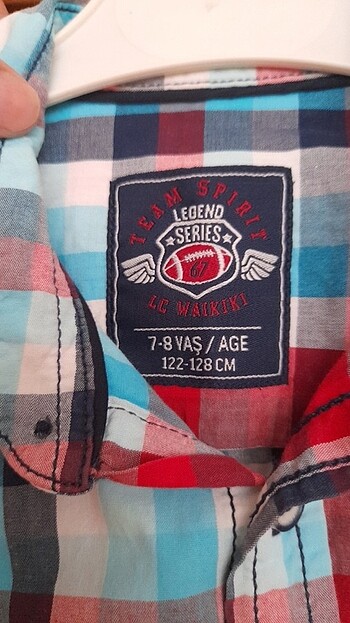 TEAM SPIRIT
LEGEND
SERIES
67
LC WAIKIKI
7-8 YAŞ / AGE
122-128 CM